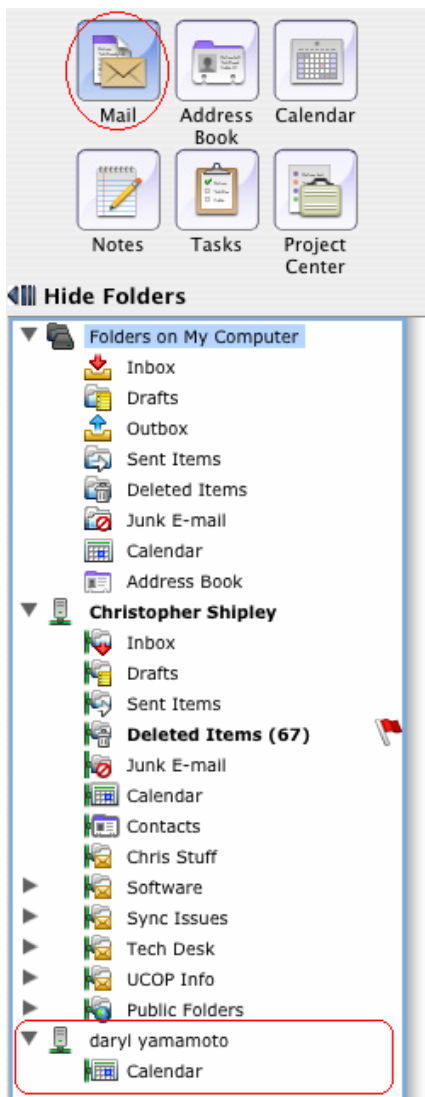 Mail Address Book Calendar
Notes Tasks Project Center
Hide Folders
Folders on My Computer
Inbox
Drafts
Outbox
Sent Items
Deleted Items
Junk E-mail
Calendar
Address Book
Christopher Shipley
Inbox
Drafts
Sent Items
Deleted Items (67)
Junk E-mail
Calendar
Contacts
Chris Stuff
Software
Sync Issues
Tech Desk
UCOP Info
Public Folders
daryl yamamoto
Calendar